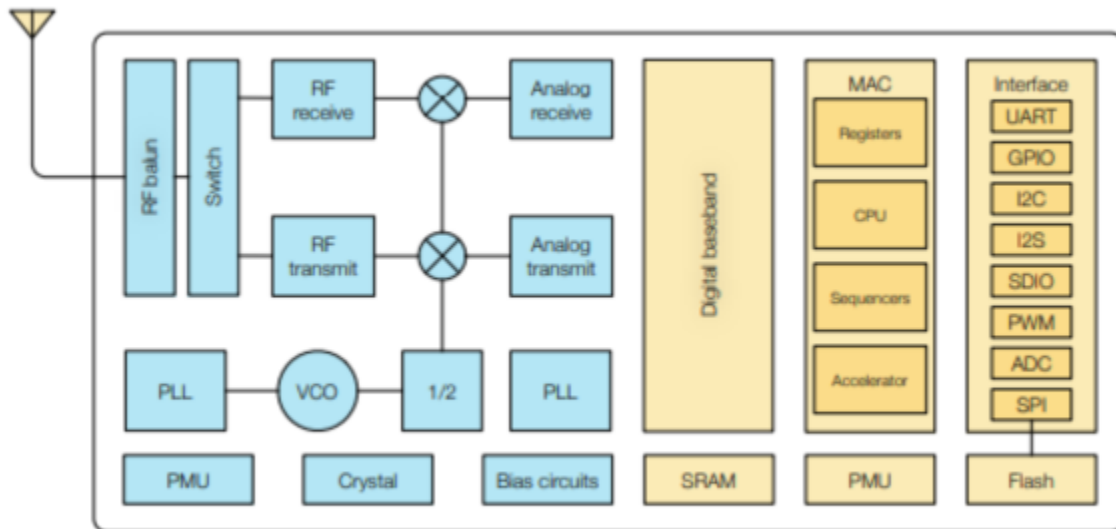 RF balun
Switch
RF
receive
Analog
receive
RF
transmit
Analog
transmit
PLL
VCO
1/2
PLL
PMU
Crystal
Bias circuits
Digital baseband
SRAM
MAC
Registers
CPU
Sequencers
Accelerator
PMU
Interface
UART
GPIO
I2C
I2S
SDIO
PWM
ADC
SPI
Flash